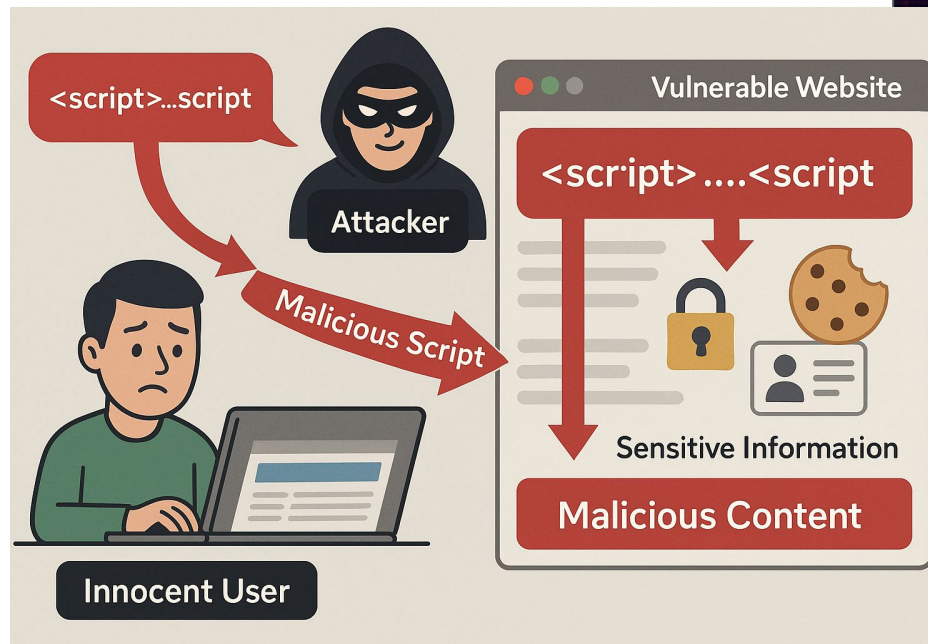 <script>...script
Attacker
Malicious Script
Innocent User
Vulnerable Website
<script> ....<script
Sensitive Information
Malicious Content